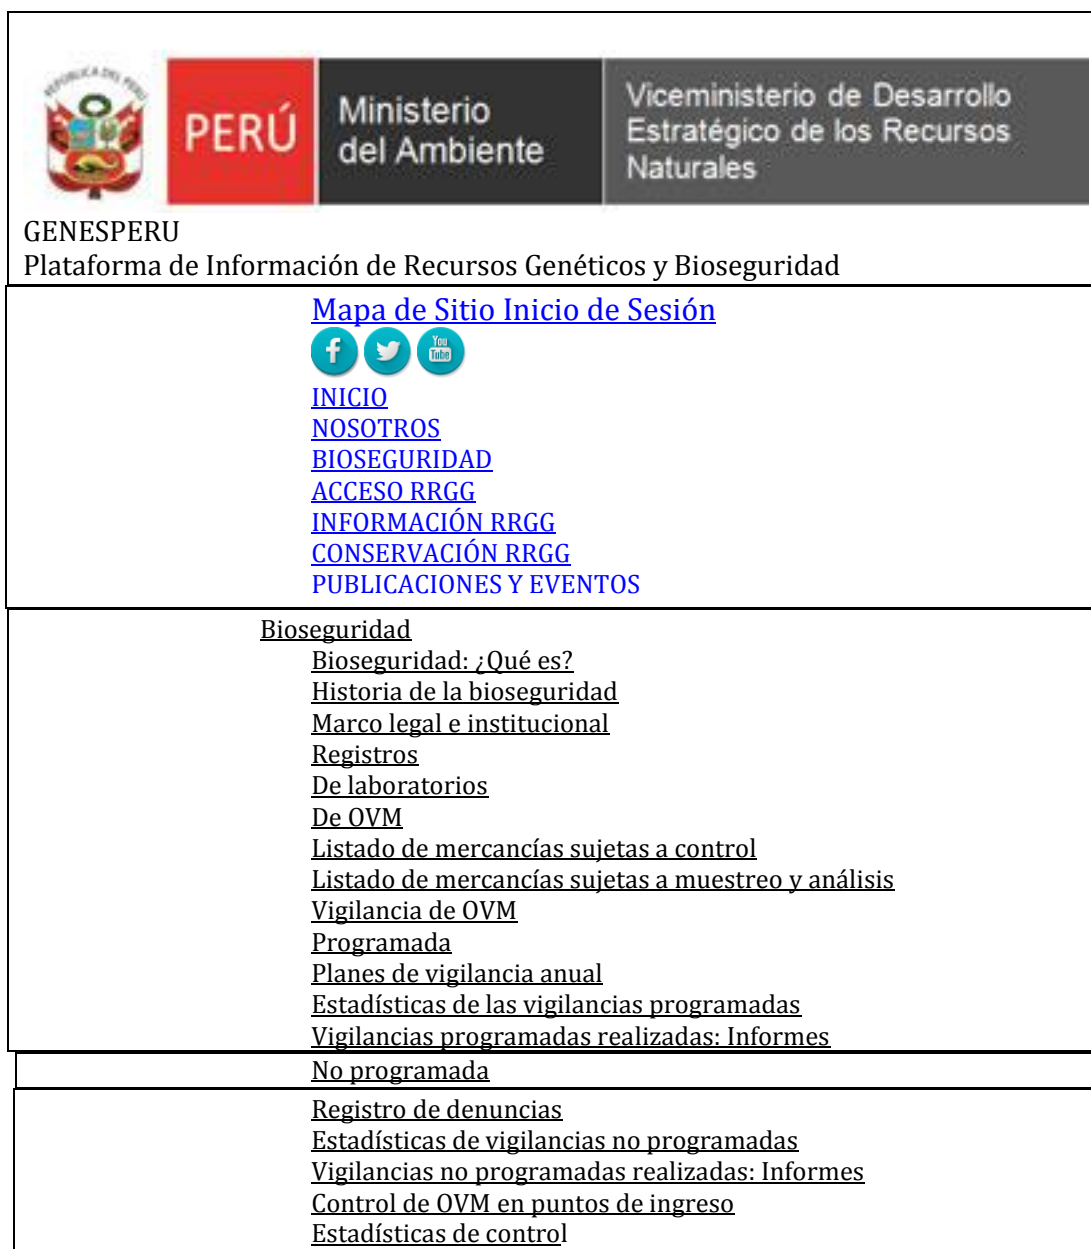 REPUBLICA DEL PERU
PERÚ
Ministerio
del Ambiente
Viceministerio de Desarrollo
Estratégico de los Recursos
Naturales
GENESPERU
Plataforma de Información de Recursos Genéticos y Bioseguridad
Mapa de Sitio Inicio de Sesión
f You Tube
INICIO
NOSOTROS
BIOSEGURIDAD
ACCESO RRGG
INFORMACIÓN RRGG
CONSERVACIÓN RRGG
PUBLICACIONES Y EVENTOS
Bioseguridad
Bioseguridad: ¿Qué es?
Historia de la bioseguridad
Marco legal e institucional
Registros
De laboratorios
De OVM
Listado de mercancías sujetas a control
Listado de mercancías sujetas a muestreo y análisis
Vigilancia de OVM
Programada
Planes de vigilancia anual
Estadísticas de las vigilancias programadas
Vigilancias programadas realizadas: Informes
No programada
Registro de denuncias
Estadísticas de vigilancias no programadas
Vigilancias no programadas realizadas: Informes
Control de OVM en puntos de ingreso
Estadísticas de control